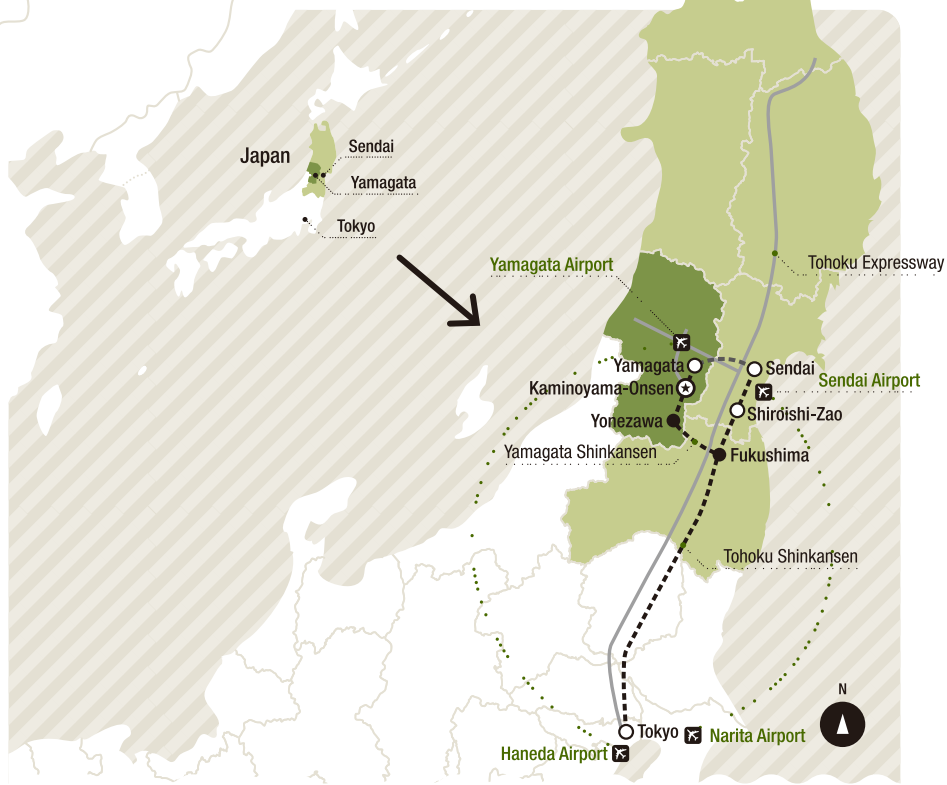 Japan
Sendai
Yamagata
Tokyo
Yamagata Airport
Tohoku Expressway
Yamagata
Sendai
Sendai Airport
Kaminoyama-Onsen
Shiroishi-Zao
Yonezawa
Yamagata Shinkansen
Fukushima
Tohoku Shinkansen
N
Tokyo
Narita Airport
Haneda Airport